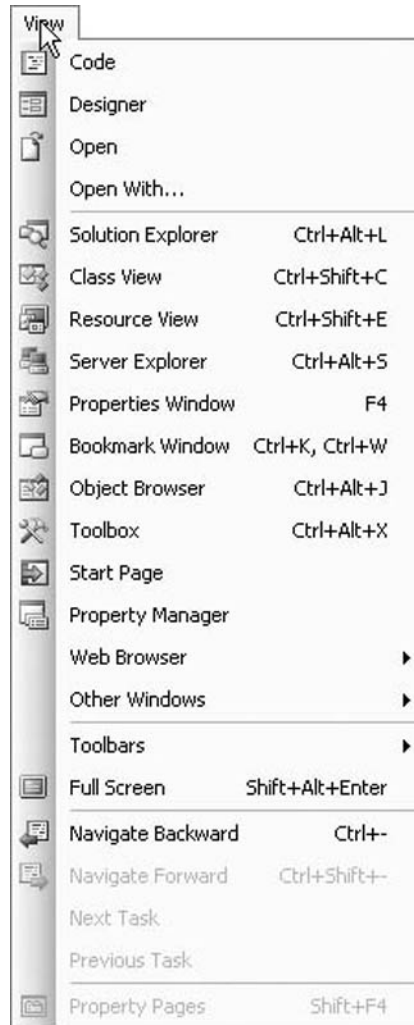 View
Code
Designer
Open
Open With...
Solution Explorer Ctrl+Alt+L
Class View Ctrl+Shift+C
Resource View Ctrl+Shift+E
Server Explorer Ctrl+Alt+S
Properties Window F4
Bookmark Window Ctrl+K, Ctrl+W
Object Browser Ctrl+Alt+J
Toolbox Ctrl+Alt+X
Start Page
Property Manager
Web Browser
Other Windows
Toolbars
Full Screen Shift+Alt+Enter
Navigate Backward Ctrl+-
Navigate Forward Ctrl+Shift+-
Next Task
Previous Task
Property Pages Shift+F4